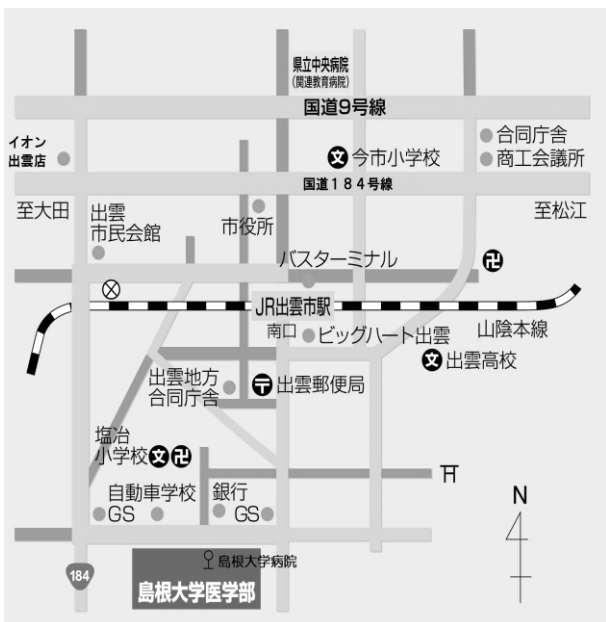 県立中央病院
(関連教育病院)
国道9号線
イオン
出雲店
合同庁舎
商工会議所
文
今市小学校
国道184号線
至大田
出雲
市民会館
市役所
至松江
バスターミナル
卍
JR出雲市駅
南口
ビッグハート出雲
山陰本線
文
出雲高校
出雲地方
合同庁舎
〒
出雲郵便局
塩冶
小学校
文
卍
自動車学校
銀行
GS
GS
N
島根大学病院
184
島根大学医学部